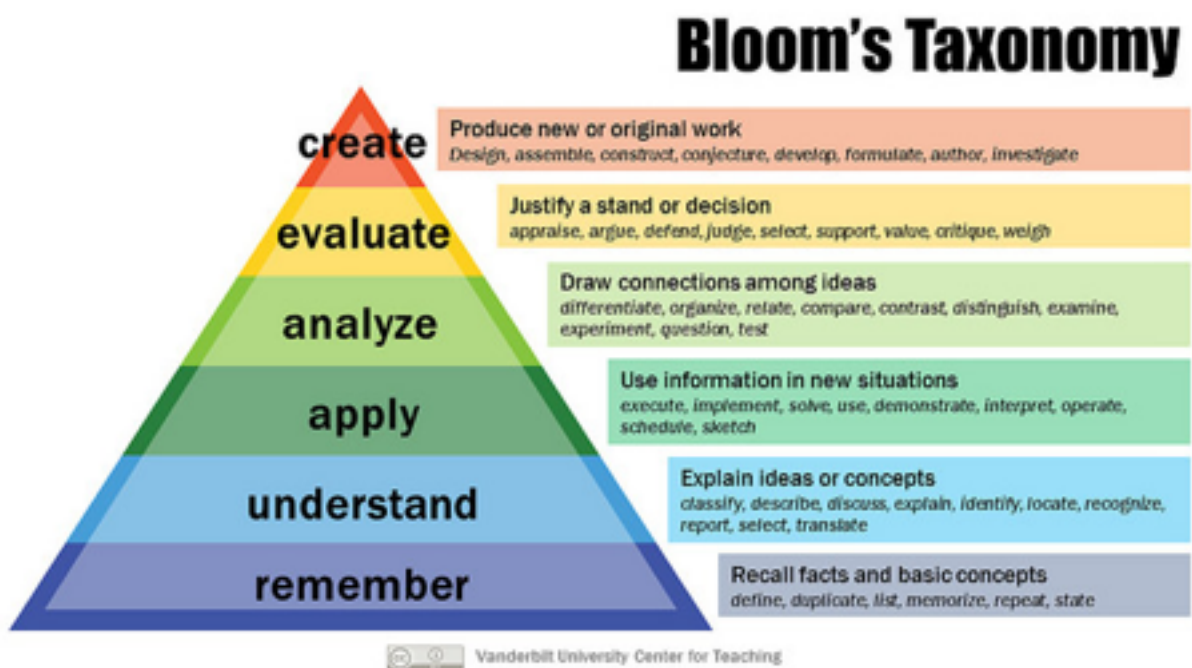 Bloom's Taxonomy
create
Produce new or original work
Design, assemble, construct, conjecture, develop, formulate, author, investigate
evaluate
Justify a stand or decision
appraise, argue, defend, judge, select, support, value, critique, weigh
analyze
Draw connections among ideas
differentiate, organize, relate, compare, contrast, distinguish, examine,
experiment, question, test
apply
Use information in new situations
execute, implement, solve, use, demonstrate, interpret, operate,
schedule, sketch
understand
Explain ideas or concepts
classify, describe, discuss, explain, identify, locate, recognize,
report, select, translate
remember
Recall facts and basic concepts
define, duplicate, list, memorize, repeat, state
cc Vanderbilt University Center for Teaching